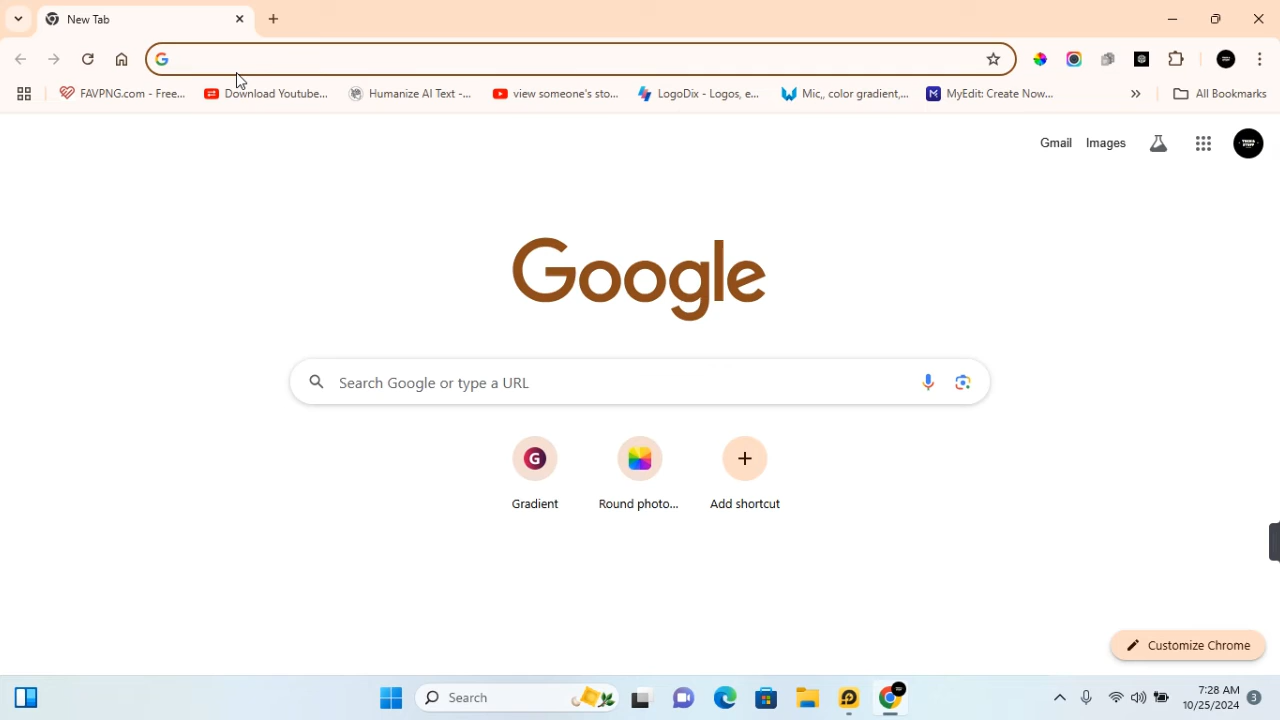 New Tab
FAVPNG.com - Free...
Download Youtube...
Humanize AI Text -...
view someone's sto...
LogoDix - Logos, e...
Mic,, color gradient,...
MyEdit: Create Now...
»
All Bookmarks
Gmail
Images
Google
Search Google or type a URL
G
Gradient
Round photo...
Add shortcut
Customize Chrome
Search
7:28 AM
10/25/2024
3